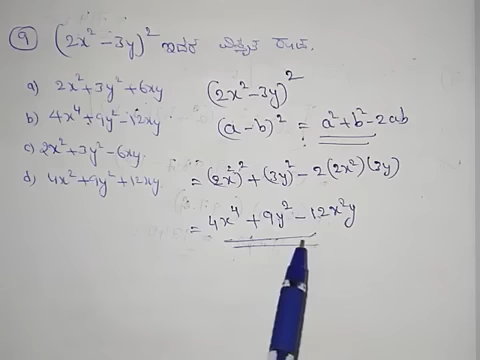 9 (2x² - 3y)² ಇದರ ವಿಸ್ತೃತ ರೂಪ.
a) 2x² + 3y² + 6xy
b) 4x⁴ + 9y² - 12xy
c) 2x² + 3y² - 6xy
d) 4x² + 9y² + 12xy
(2x² - 3y)²
(a - b)² = a² + b² - 2ab
= (2x²)² + (3y)² - 2(2x²)(3y)
= 4x⁴ + 9y² - 12x²y